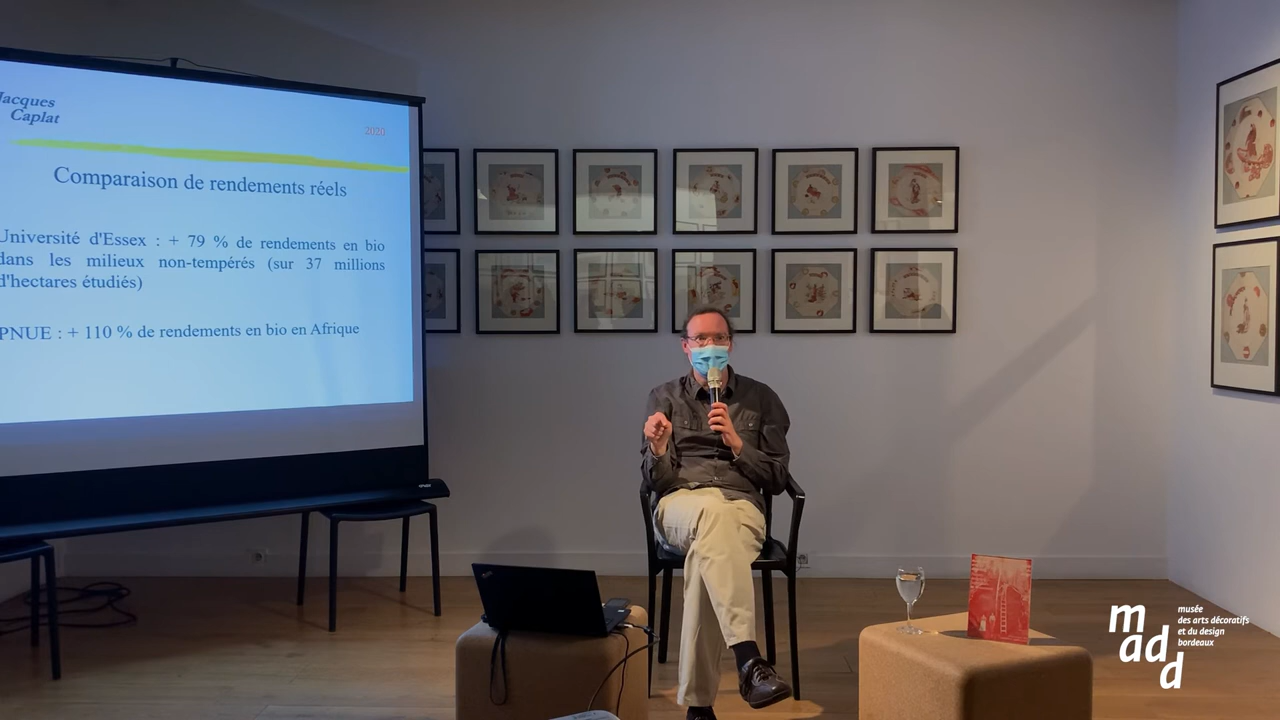 Jacques
Caplat
2020
Comparaison de rendements réels
Université d'Essex : + 79 % de rendements en bio
dans les milieux non-tempérés (sur 37 millions
d'hectares étudiés)
PNUE : + 110 % de rendements en bio en Afrique
madd
musée
des arts décoratifs
et du design
bordeaux